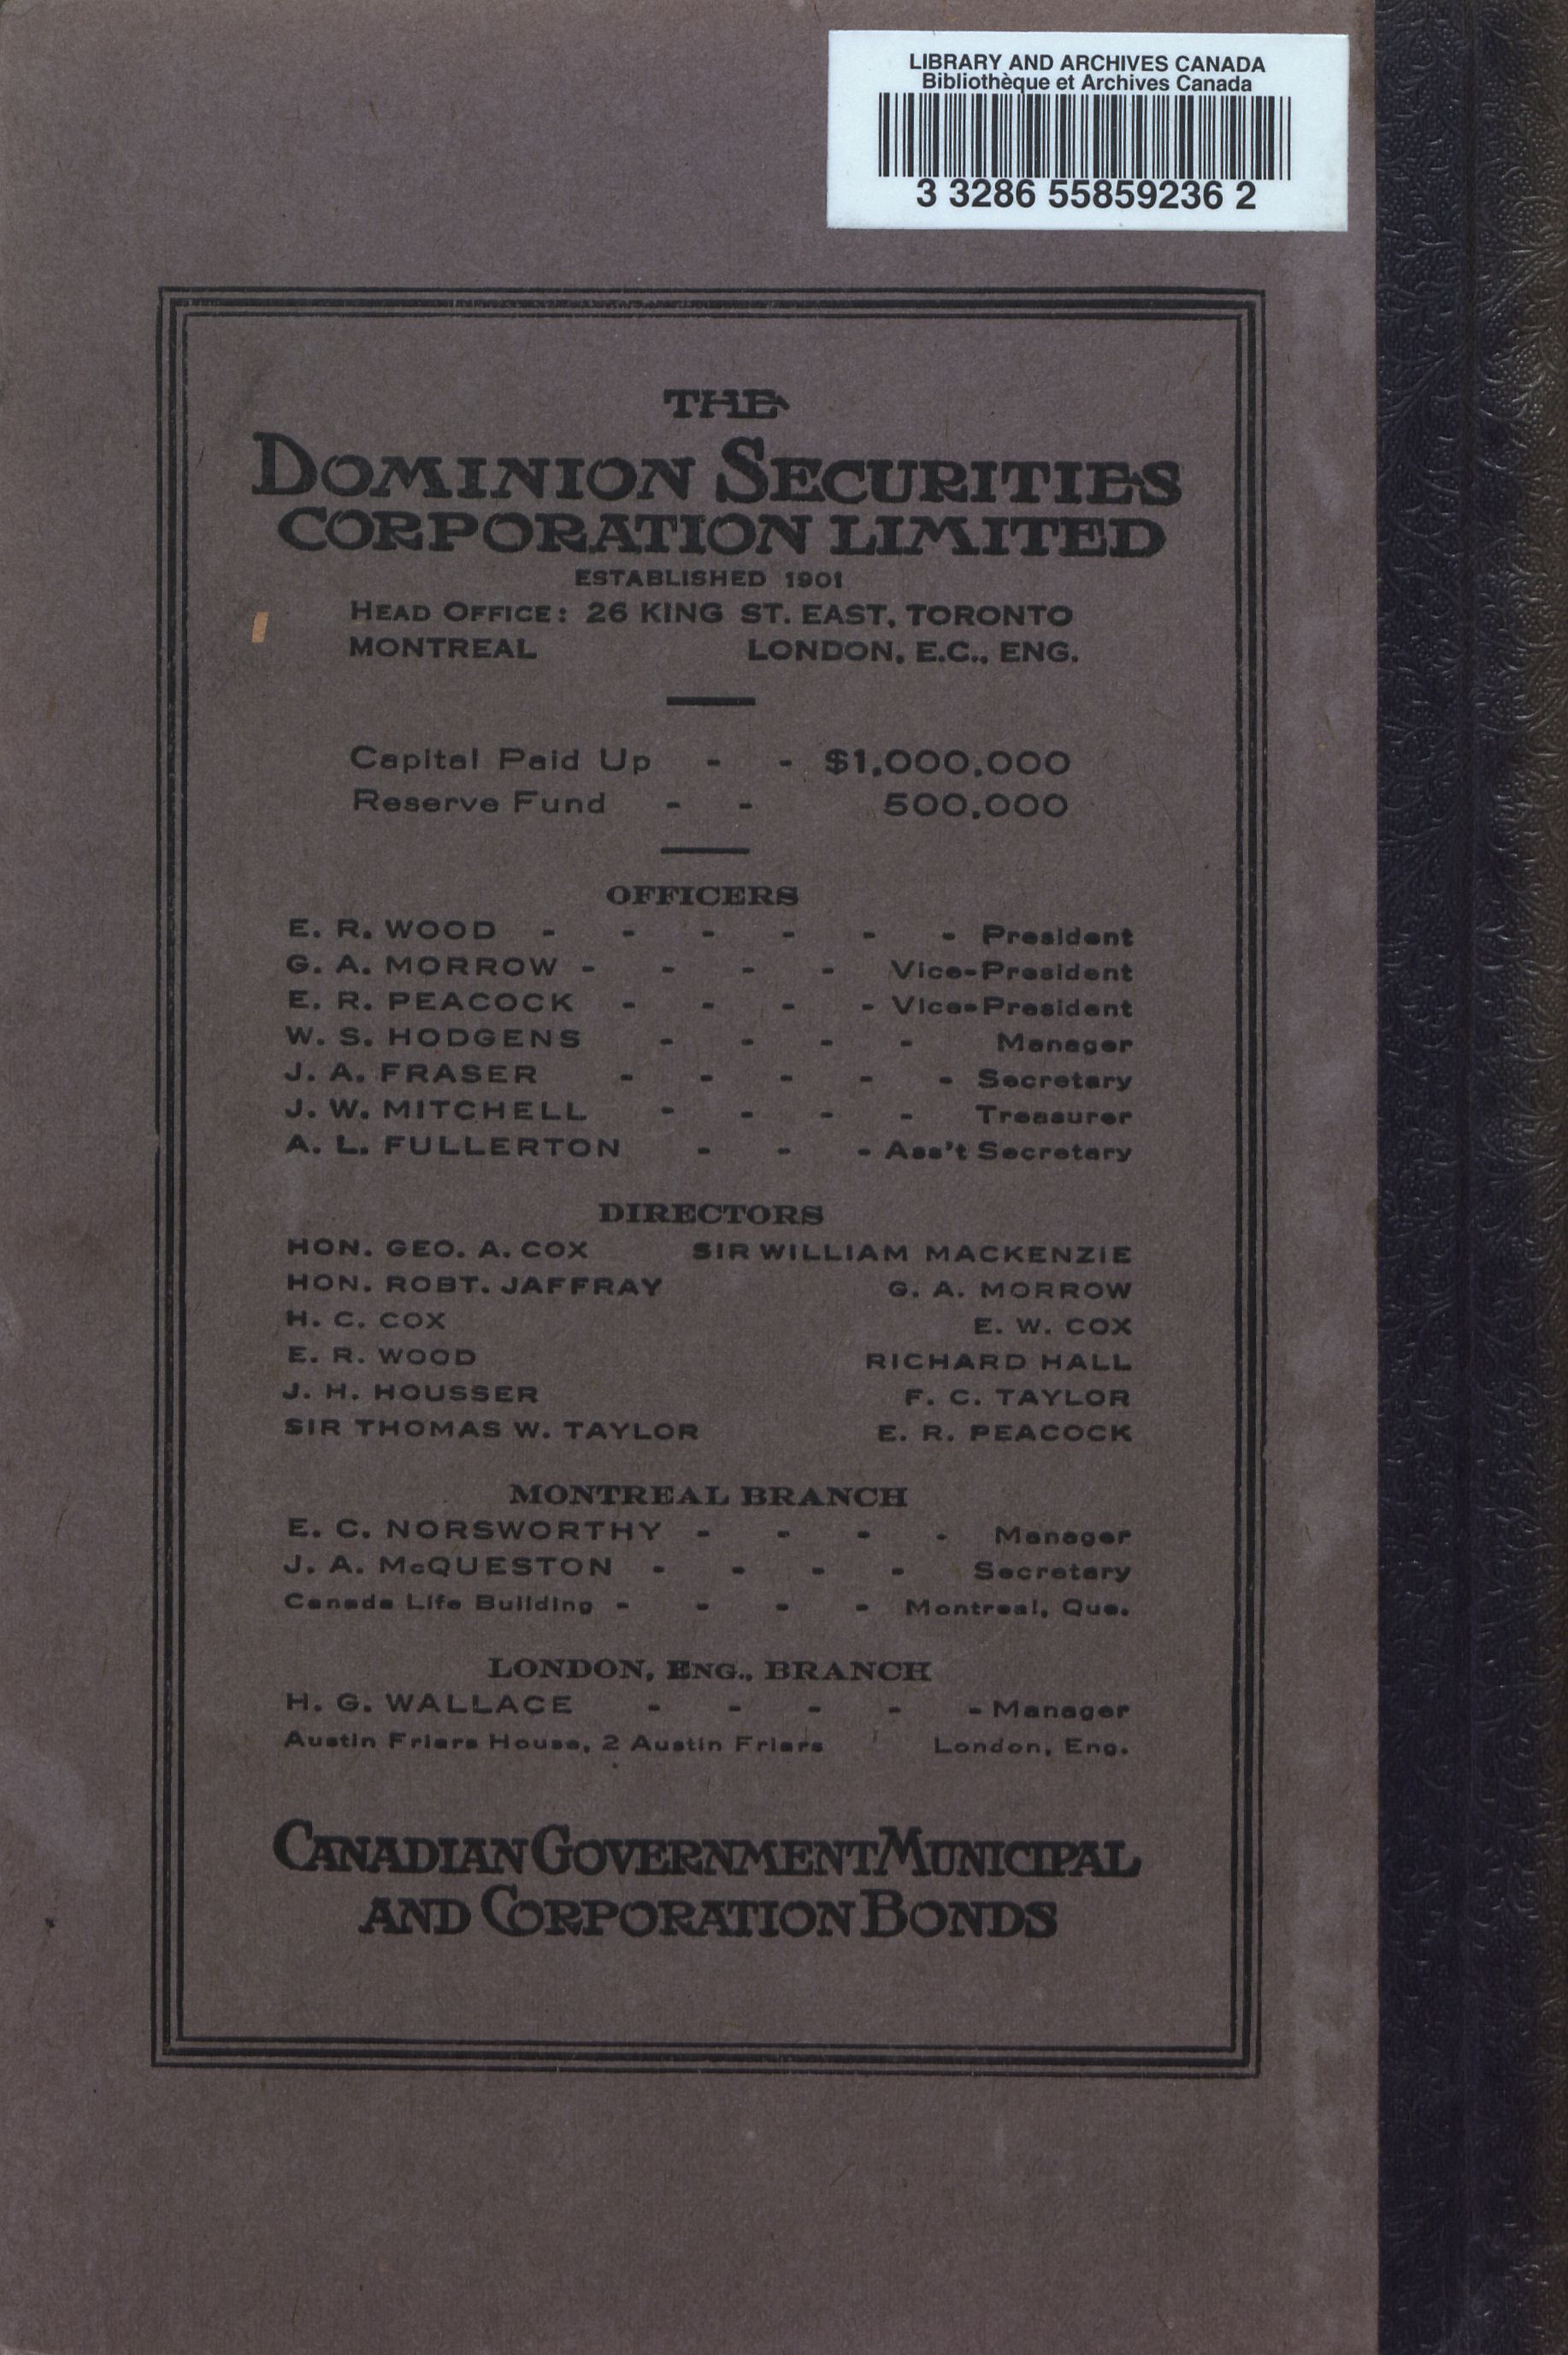 LIBRARY AND ARCHIVES CANADA
Bibliothèque et Archives Canada
3 3286 55859236 2
THE
DOMINION SECURITIES
CORPORATION LIMITED
ESTABLISHED 1901
HEAD OFFICE: 26 KING ST. EAST, TORONTO
MONTREAL LONDON, E.C., ENG.
Capital Paid Up - - $1,000,000
Reserve Fund - - 500,000
OFFICERS
E. R. WOOD - - - - - - President
G. A. MORROW - - - - Vice-President
E. R. PEACOCK - - - - Vice-President
W. S. HODGENS - - - - Manager
J. A. FRASER - - - - - Secretary
J. W. MITCHELL - - - - Treasurer
A. L. FULLERTON - - - Ass't Secretary
DIRECTORS
HON. GEO. A. COX SIR WILLIAM MACKENZIE
HON. ROBT. JAFFRAY G. A. MORROW
H. C. COX E. W. COX
E. R. WOOD RICHARD HALL
J. H. HOUSSER F. C. TAYLOR
SIR THOMAS W. TAYLOR E. R. PEACOCK
MONTREAL BRANCH
E. C. NORSWORTHY - - - - Manager
J. A. McQUESTON - - - - Secretary
Canada Life Building - - - - Montreal, Que.
LONDON, ENG., BRANCH
H. G. WALLACE - - - - - Manager
Austin Friars House, 2 Austin Friars London, Eng.
CANADIAN GOVERNMENT MUNICIPAL
AND CORPORATION BONDS